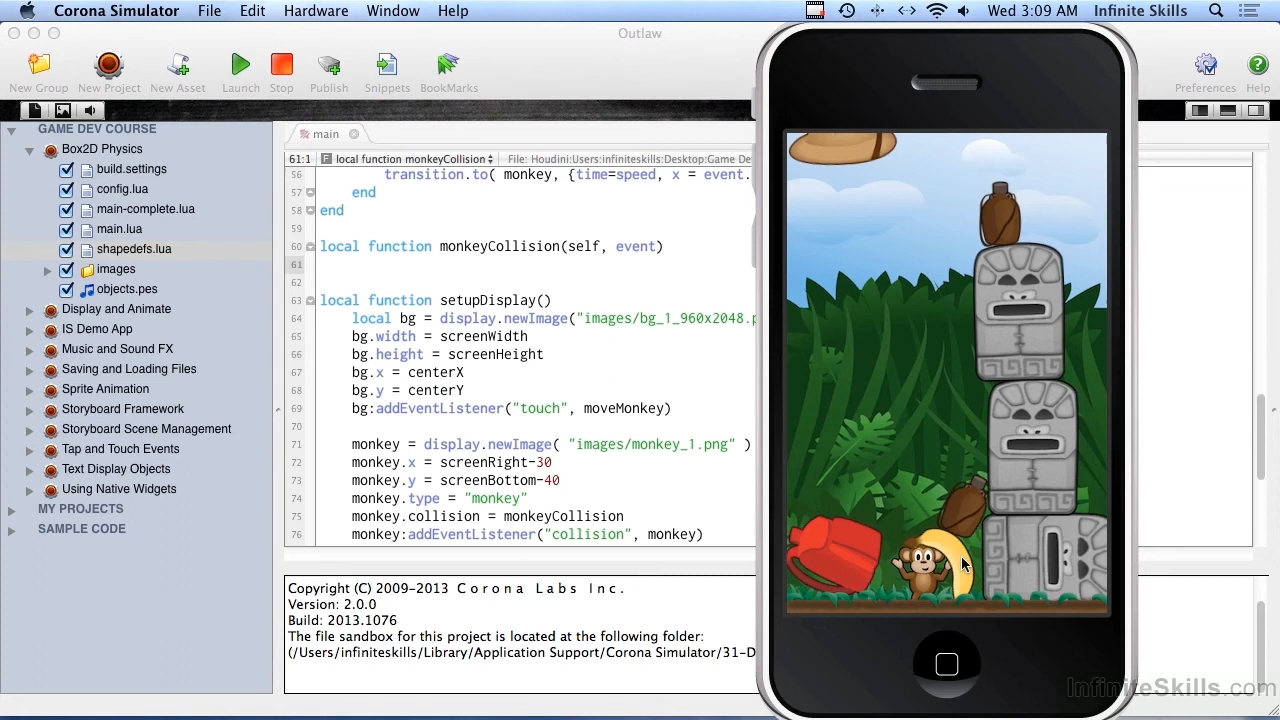 Corona Simulator File Edit Hardware Window Help Wed 3:09 AM Infinite Skills
Outlaw
New Group New Project New Asset Launch Stop Publish Snippets BookMarks Preferences Help
GAME DEV COURSE
Box2D Physics
build.settings
config.lua
main-complete.lua
main.lua
shapedefs.lua
images
objects.pes
Display and Animate
IS Demo App
Music and Sound FX
Saving and Loading Files
Sprite Animation
Storyboard Framework
Storyboard Scene Management
Tap and Touch Events
Text Display Objects
Using Native Widgets
MY PROJECTS
SAMPLE CODE
main
61:1 F local function monkeyCollision File: Houdini:Users:infiniteskills:Desktop:Game De
56 transition.to( monkey, {time=speed, x = event.
57 end
58 end
59
60 local function monkeyCollision(self, event)
61
62
63 local function setupDisplay()
64 local bg = display.newImage("images/bg_1_960x2048.p
65 bg.width = screenWidth
66 bg.height = screenHeight
67 bg.x = centerX
68 bg.y = centerY
69 bg:addEventListener("touch", moveMonkey)
70
71 monkey = display.newImage( "images/monkey_1.png" )
72 monkey.x = screenRight-30
73 monkey.y = screenBottom-40
74 monkey.type = "monkey"
75 monkey.collision = monkeyCollision
76 monkey:addEventListener("collision", monkey)
Copyright (C) 2009-2013 C o r o n a L a b s I n c .
Version: 2.0.0
Build: 2013.1076
The file sandbox for this project is located at the following folder:
(/Users/infiniteskills/Library/Application Support/Corona Simulator/31-D
InfiniteSkills.com